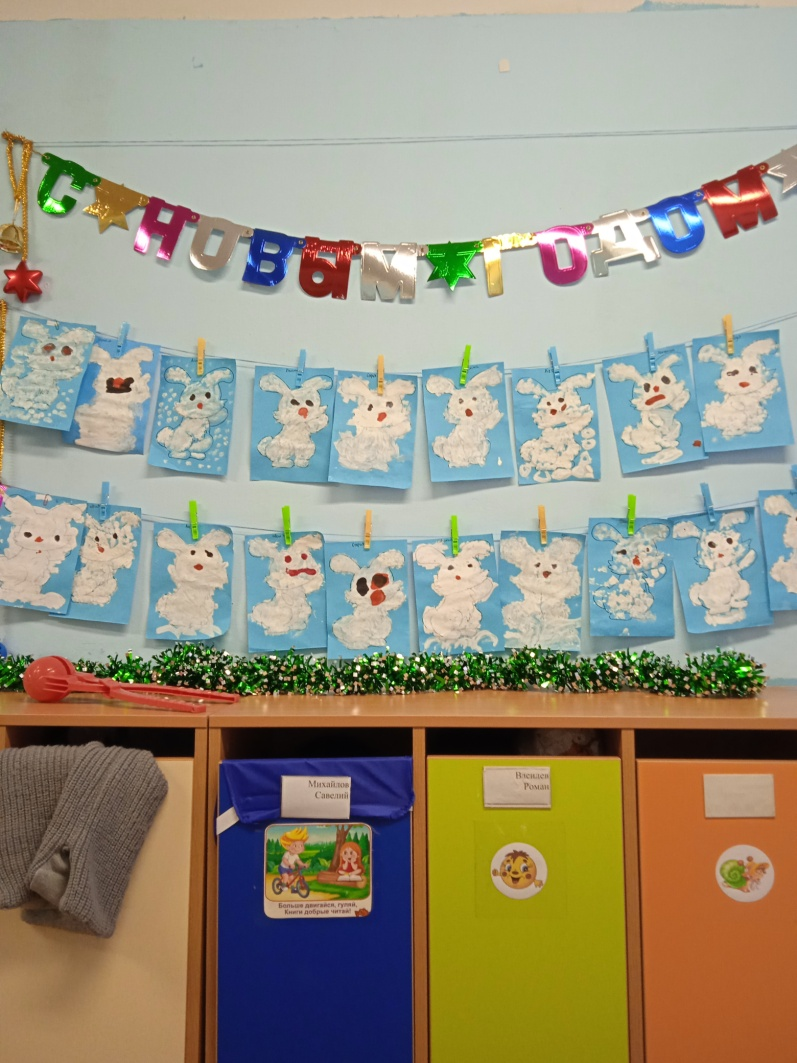 С НОВЫМ ГОДОМ
Михайлов
Савелий
Больше двигайся, гуляй,
Книги добрые читай!
Роман